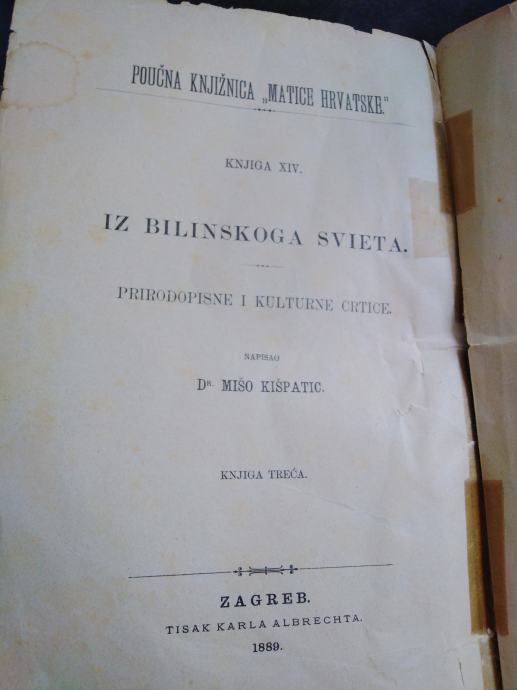 POUČNA KNJIŽNICA „MATICE HRVATSKE."
KNJIGA XIV.
IZ BILINSKOGA SVIETA.
PRIRODOPISNE I KULTURNE CRTICE.
NAPISAO
DR. MIŠO KIŠPATIC.
KNJIGA TREĆA.
ZAGREB.
TISAK KARLA ALBRECHTA.
1889.